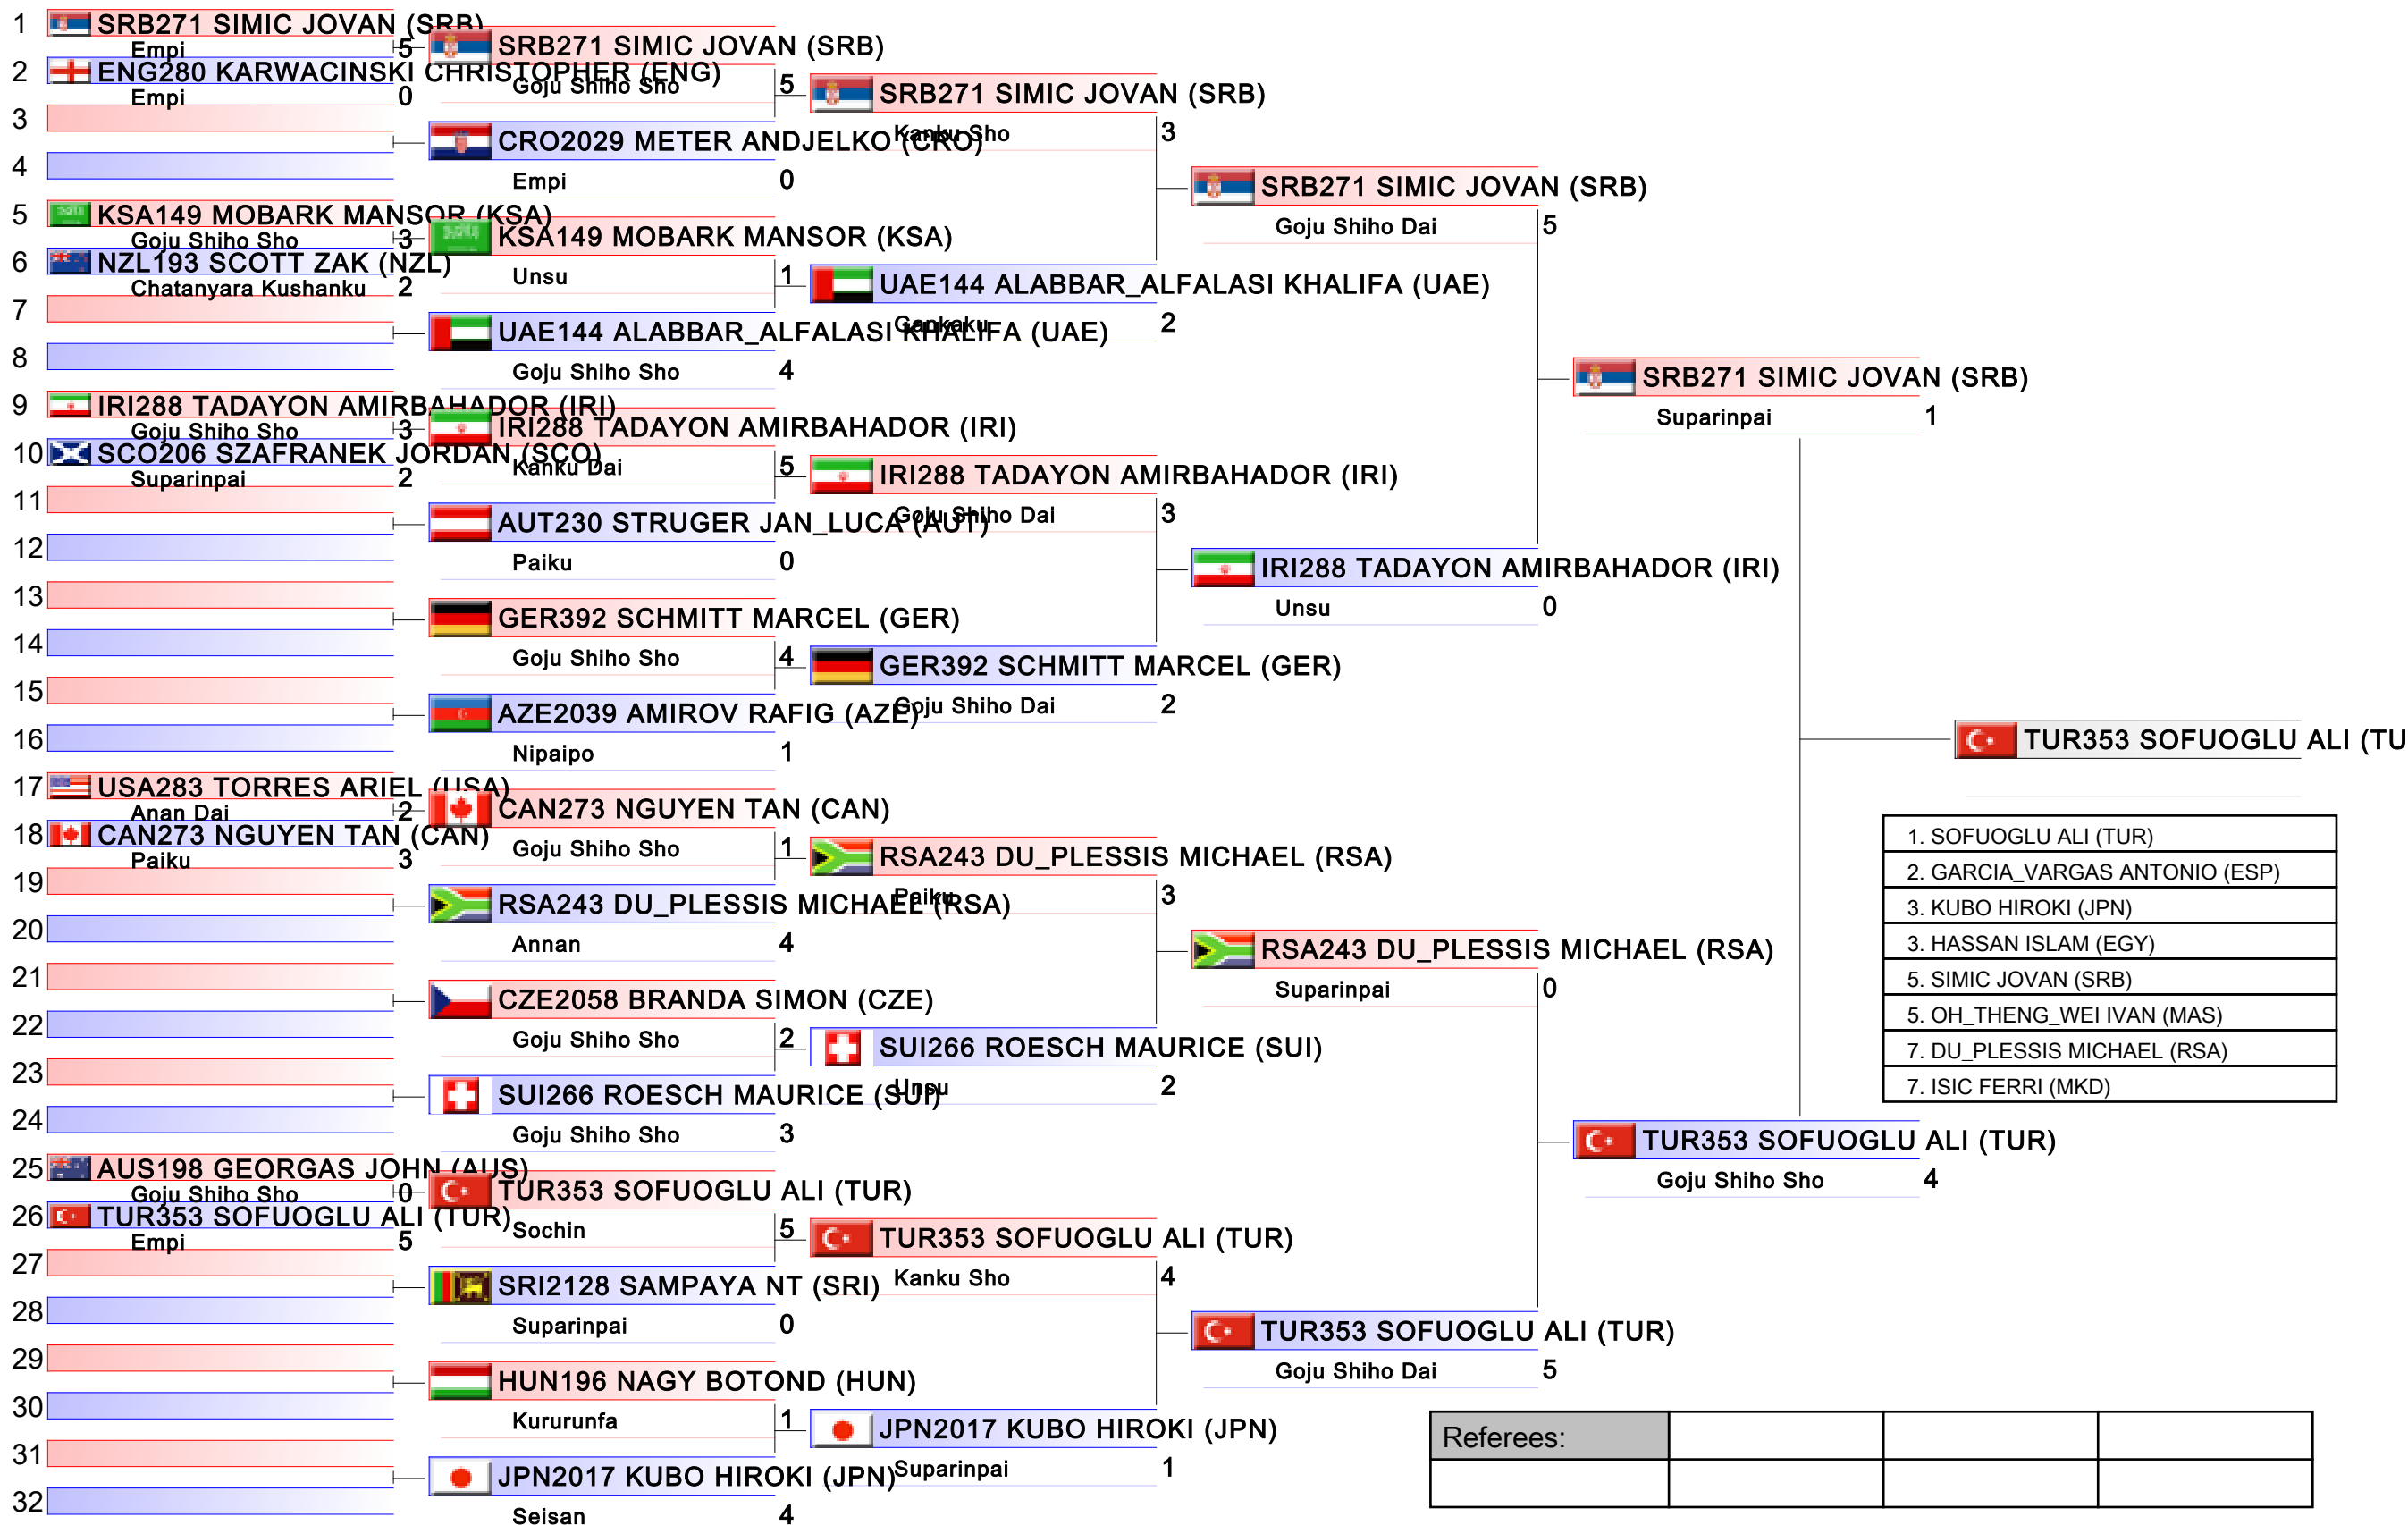 1 SRB271 SIMIC JOVAN (SRB)
Empi 5
2 ENG280 KARWACINSKI CHRISTOPHER (ENG)
Empi 0
3
4
5 KSA149 MOBARK MANSOR (KSA)
Goju Shiho Sho 3
6 NZL193 SCOTT ZAK (NZL)
Chatanyara Kushanku 2
7
8
9 IRI288 TADAYON AMIRBAHADOR (IRI)
Goju Shiho Sho 3
10 SCO206 SZAFRANEK JORDAN (SCO)
Suparinpai 2
11
12
13
14
15
16
17 USA283 TORRES ARIEL (USA)
Anan Dai 2
18 CAN273 NGUYEN TAN (CAN)
Paiku 3
19
20
21
22
23
24
25 AUS198 GEORGAS JOHN (AUS)
Goju Shiho Sho 0
26 TUR353 SOFUOGLU ALI (TUR)
Empi 5
27
28
29
30
31
32
SRB271 SIMIC JOVAN (SRB)
Goju Shiho Sho 5
CRO2029 METER ANDJELKO (CRO)
Empi 0
KSA149 MOBARK MANSOR (KSA)
Unsu 1
UAE144 ALABBAR_ALFALASI KHALIFA (UAE)
Goju Shiho Sho 4
IRI288 TADAYON AMIRBAHADOR (IRI)
Kanku Dai 5
AUT230 STRUGER JAN_LUCA (AUT)
Paiku 0
GER392 SCHMITT MARCEL (GER)
Goju Shiho Sho 4
AZE2039 AMIROV RAFIG (AZE)
Nipaipo 1
CAN273 NGUYEN TAN (CAN)
Goju Shiho Sho 1
RSA243 DU_PLESSIS MICHAEL (RSA)
Annan 4
CZE2058 BRANDA SIMON (CZE)
Goju Shiho Sho 2
SUI266 ROESCH MAURICE (SUI)
Goju Shiho Sho 3
TUR353 SOFUOGLU ALI (TUR)
Sochin 5
SRI2128 SAMPAYA NT (SRI)
Suparinpai 0
HUN196 NAGY BOTOND (HUN)
Kururunfa 1
JPN2017 KUBO HIROKI (JPN)
Seisan 4
SRB271 SIMIC JOVAN (SRB)
Kanku Sho 3
UAE144 ALABBAR_ALFALASI KHALIFA (UAE)
Gankaku 2
IRI288 TADAYON AMIRBAHADOR (IRI)
Goju Shiho Dai 3
GER392 SCHMITT MARCEL (GER)
Goju Shiho Dai 2
RSA243 DU_PLESSIS MICHAEL (RSA)
Paiku 3
SUI266 ROESCH MAURICE (SUI)
Unsu 2
TUR353 SOFUOGLU ALI (TUR)
Kanku Sho 4
JPN2017 KUBO HIROKI (JPN)
Suparinpai 1
SRB271 SIMIC JOVAN (SRB)
Goju Shiho Dai 5
IRI288 TADAYON AMIRBAHADOR (IRI)
Unsu 0
RSA243 DU_PLESSIS MICHAEL (RSA)
Suparinpai 0
TUR353 SOFUOGLU ALI (TUR)
Goju Shiho Dai 5
SRB271 SIMIC JOVAN (SRB)
Suparinpai 1
TUR353 SOFUOGLU ALI (TUR)
Goju Shiho Sho 4
TUR353 SOFUOGLU ALI (TU
1. SOFUOGLU ALI (TUR)
2. GARCIA_VARGAS ANTONIO (ESP)
3. KUBO HIROKI (JPN)
3. HASSAN ISLAM (EGY)
5. SIMIC JOVAN (SRB)
5. OH_THENG_WEI IVAN (MAS)
7. DU_PLESSIS MICHAEL (RSA)
7. ISIC FERRI (MKD)
Referees: